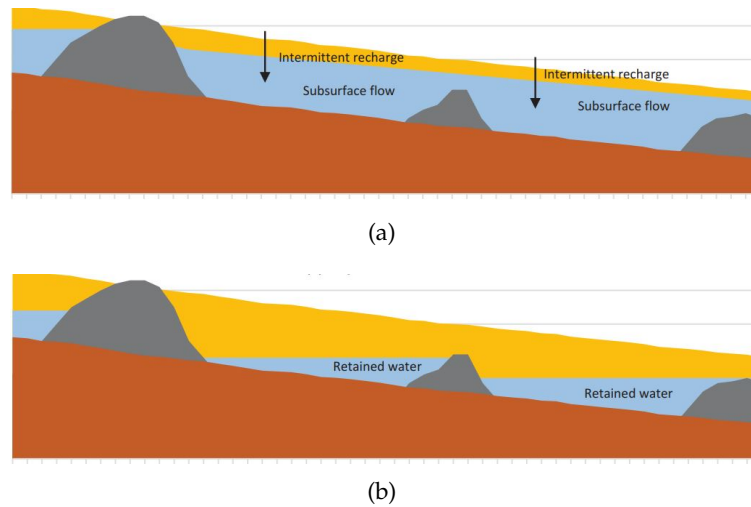 Intermittent recharge
Intermittent recharge
Subsurface flow
Subsurface flow
(a)
Retained water
Retained water
(b)